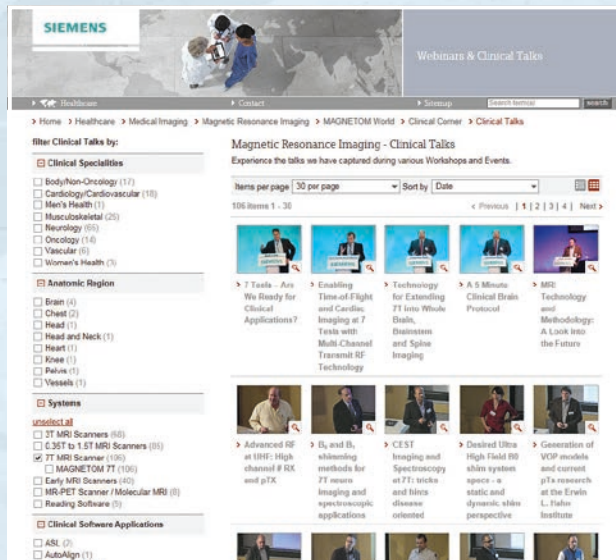 SIEMENS
Webinars & Clinical Talks
Healthcare
Contact
Sitemap
Search term(s)
search
Home > Healthcare > Medical Imaging > Magnetic Resonance Imaging > MAGNETOM World > Clinical Corner > Clinical Talks
filter Clinical Talks by:
Clinical Specialities
Body/Non-Oncology (17)
Cardiology/Cardiovascular (18)
Men's Health (1)
Musculoskeletal (25)
Neurology (65)
Oncology (14)
Vascular (6)
Women's Health (3)
Anatomic Region
Brain (4)
Chest (2)
Head (1)
Head and Neck (1)
Heart (1)
Knee (1)
Pelvis (1)
Vessels (1)
Systems
unselect all
3T MRI Scanners (68)
0.35T to 1.5T MRI Scanners (85)
7T MRI Scanner (106)
MAGNETOM 7T (106)
Early MRI Scanners (40)
MR-PET Scanner / Molecular MRI (8)
Reading Software (5)
Clinical Software Applications
ASL (2)
AutoAlign (1)
Magnetic Resonance Imaging - Clinical Talks
Experience the talks we have captured during various Workshops and Events.
Items per page 30 per page Sort by Date
106 items 1 - 30
< Previous | 1 | 2 | 3 | 4 | Next >
SIEMENS
7 Tesla - Are
We Ready for
Clinical
Applications?
Enabling
Time-of-Flight
and Cardiac
Imaging at 7
Tesla with
Multi-Channel
Transmit RF
Technology
Technology
for Extending
7T into Whole
Brain,
Brainstem
and Spine
Imaging
A 5 Minute
Clinical Brain
Protocol
MRI:
Technology
and
Methodology:
A Look into
the Future
Advanced RF
at UHF: High
channel # RX
and pTX
B₀ and B₁
shimming
methods for
7T neuro
imaging and
spectroscopic
applications
CEST
Imaging and
Spectroscopy
at 7T: tricks
and hints
disease
oriented
Desired Ultra
High Field B0
shim system
space - a
static and
dynamic shim
perspective
Generation of
VOP models
and current
pTx research
at the Erwin
L. Hahn
Institute